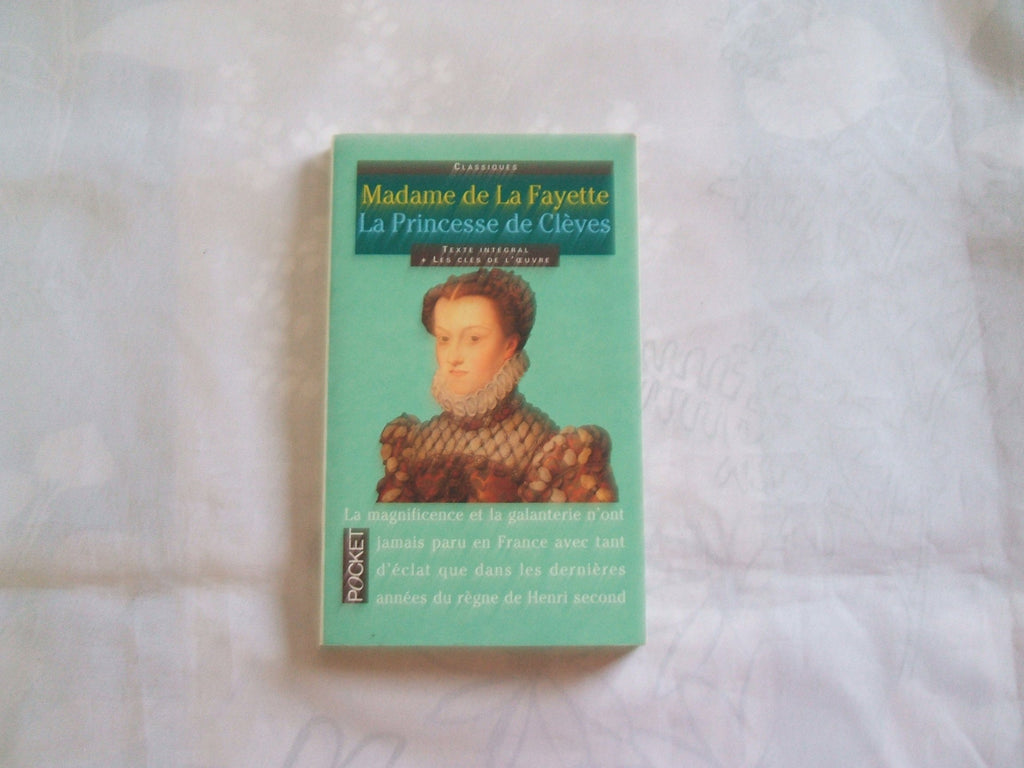 CLASSIQUES
Madame de La Fayette
La Princesse de Clèves
TEXTE INTÉGRAL
+ LES CLÉS DE L'ŒUVRE
La magnificence et la galanterie n'ont
jamais paru en France avec tant
d'éclat que dans les dernières
années du règne de Henri second
POCKET